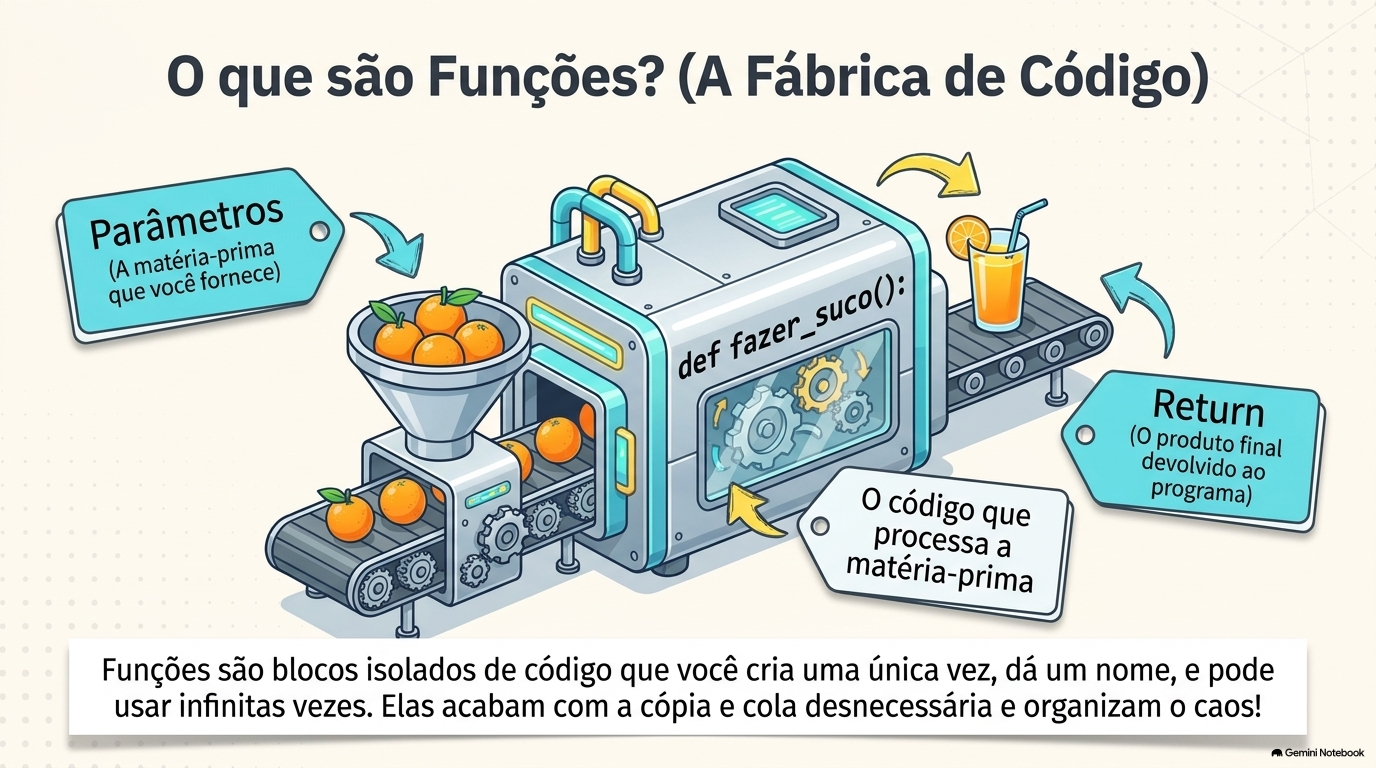 O que são Funções? (A Fábrica de Código)
Parâmetros
(A matéria-prima
que você fornece)
def fazer_suco():
Return
(O produto final
devolvido ao
programa)
O código que
processa a
matéria-prima
Funções são blocos isolados de código que você cria uma única vez, dá um nome, e pode
usar infinitas vezes. Elas acabam com a cópia e cola desnecessária e organizam o caos!
Gemini Notebook